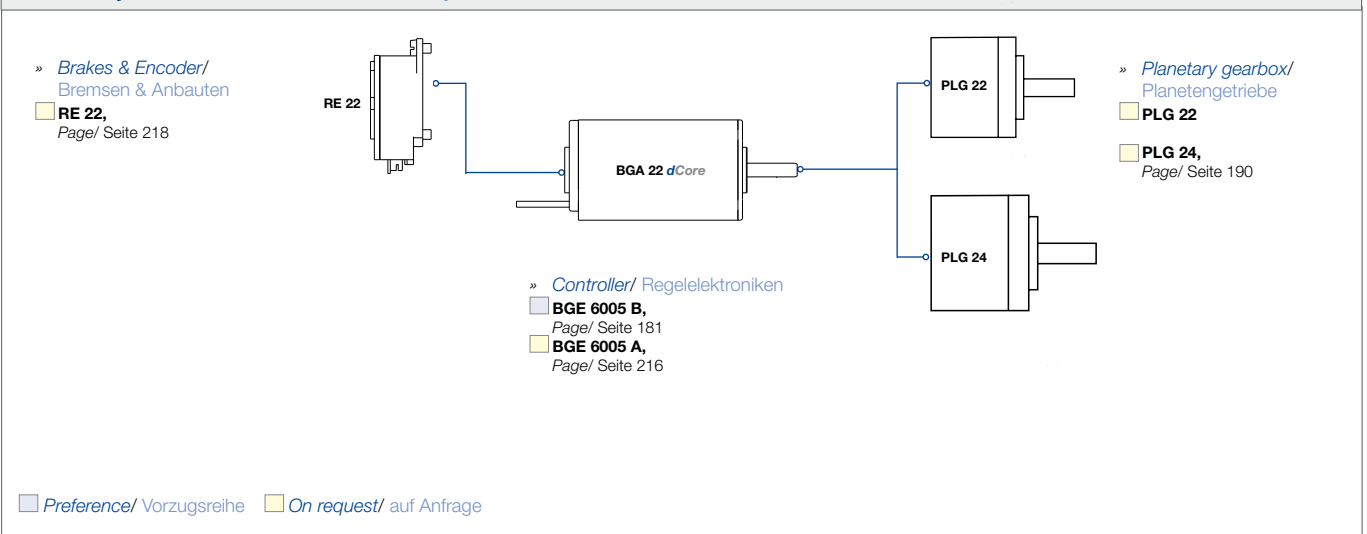 » Brakes & Encoder/
Bremsen & Anbauten
RE 22,
Page/ Seite 218
RE 22
BGA 22 dCore
PLG 22
PLG 24
» Planetary gearbox/
Planetengetriebe
PLG 22
PLG 24,
Page/ Seite 190
» Controller/ Regelelektroniken
BGE 6005 B,
Page/ Seite 181
BGE 6005 A,
Page/ Seite 216
Preference/ Vorzugsreihe On request/ auf Anfrage